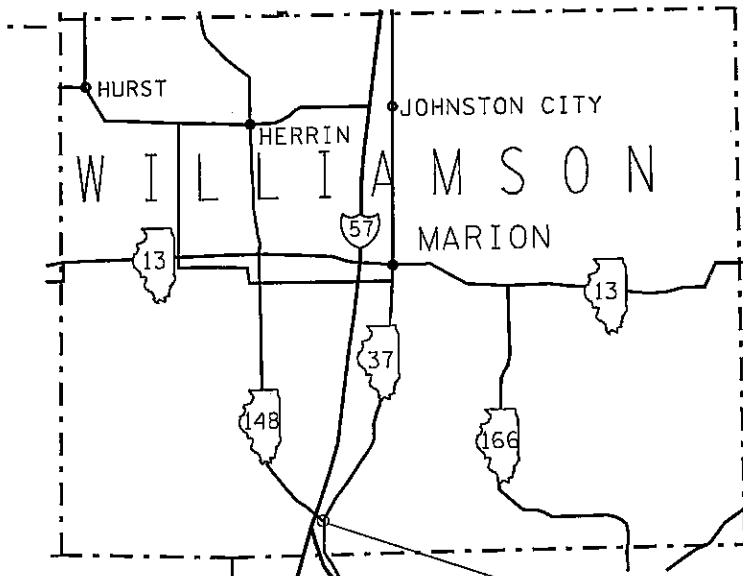 HURST
JOHNSTON CITY
HERRIN
WILLIAMSON
57
MARION
13
13
37
148
166